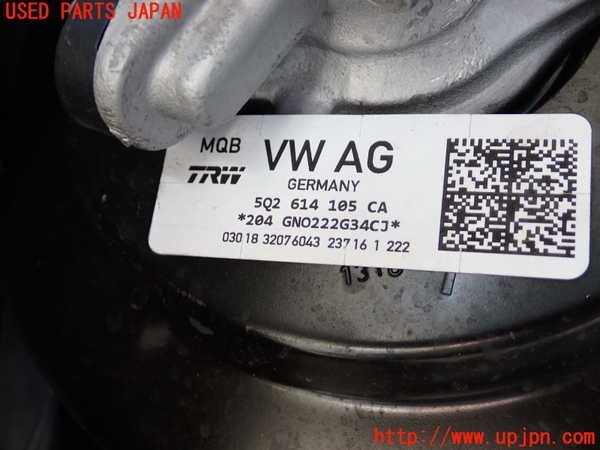 USED PARTS JAPAN
MQB VW AG
TRW
GERMANY
5Q2 614 105 CA
*204 GNO222G34CJ*
03018 32076043 23716 1 222
http://www.upjpn.com/